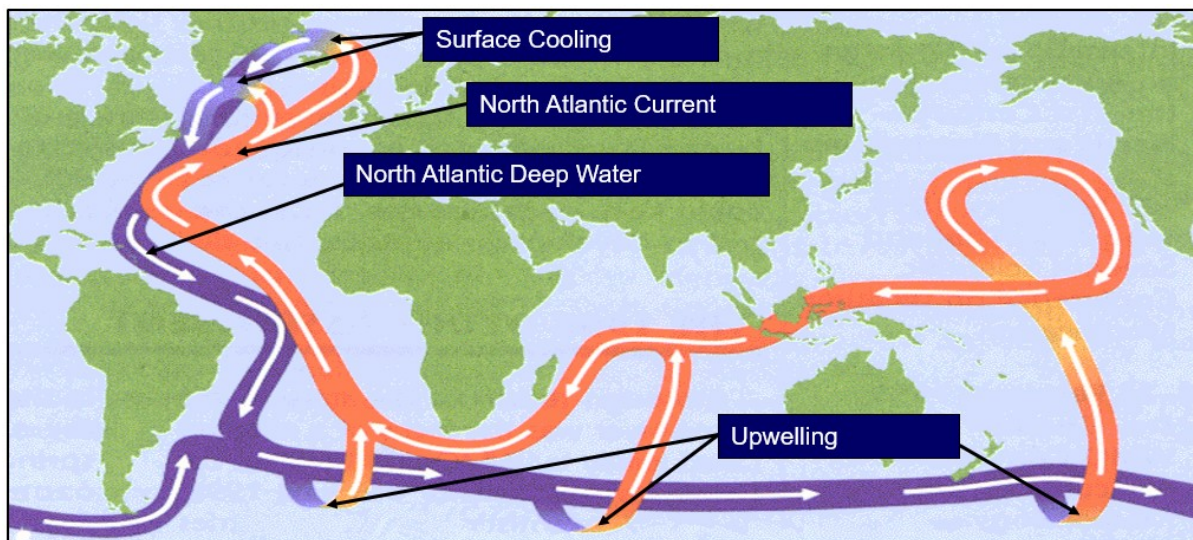 Surface Cooling
North Atlantic Current
North Atlantic Deep Water
Upwelling